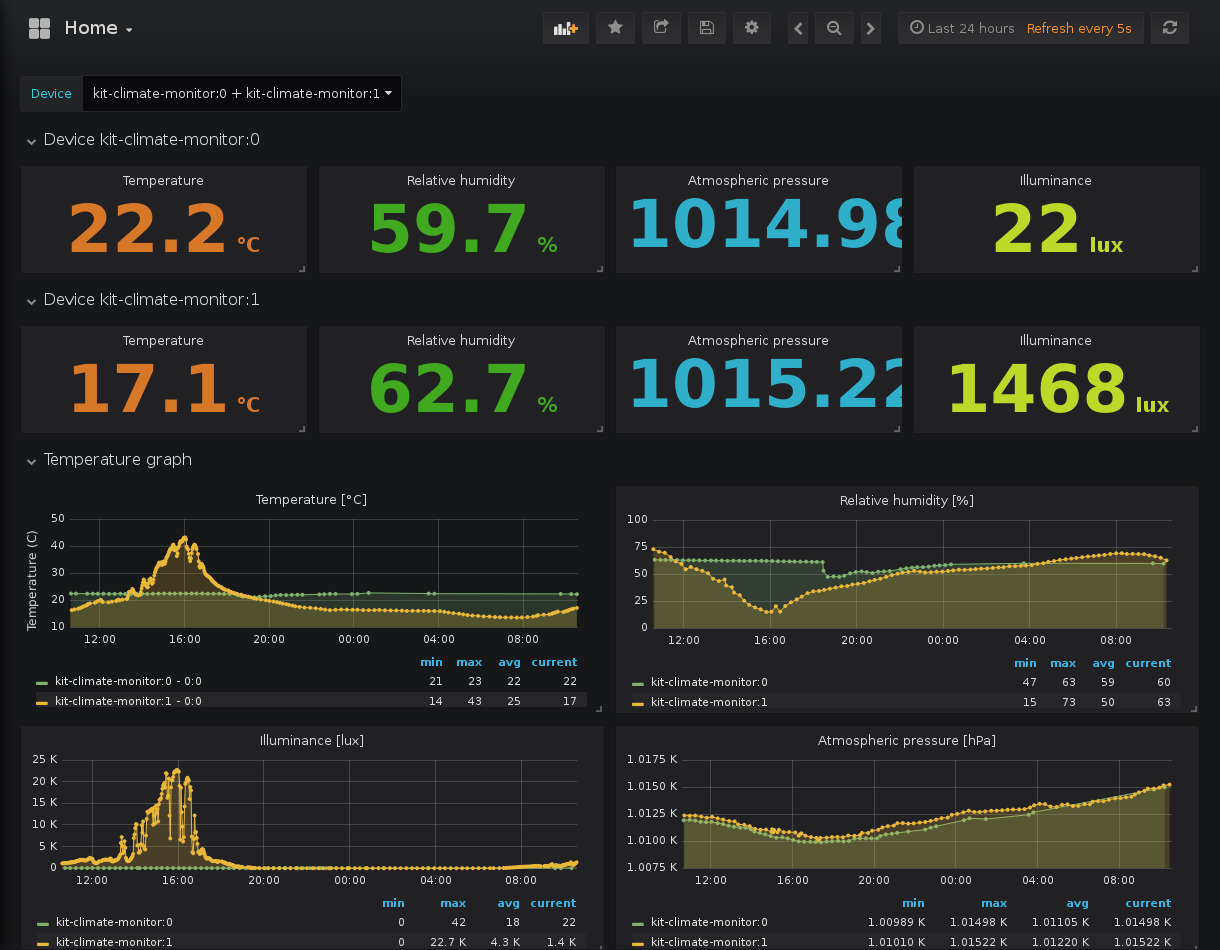 Home
Last 24 hours Refresh every 5s
Device kit-climate-monitor:0 + kit-climate-monitor:1
Device kit-climate-monitor:0
Temperature Relative humidity Atmospheric pressure Illuminance
22.2 °C 59.7 % 1014.98 22 lux
Device kit-climate-monitor:1
Temperature Relative humidity Atmospheric pressure Illuminance
17.1 °C 62.7 % 1015.22 1468 lux
Temperature graph
Temperature [°C]
Temperature (C)
50
40
30
20
10
12:00 16:00 20:00 00:00 04:00 08:00
min max avg current
kit-climate-monitor:0 - 0:0 21 23 22 22
kit-climate-monitor:1 - 0:0 14 43 25 17
Relative humidity [%]
100
75
50
25
0
12:00 16:00 20:00 00:00 04:00 08:00
min max avg current
kit-climate-monitor:0 47 63 59 60
kit-climate-monitor:1 15 73 50 63
Illuminance [lux]
25 K
20 K
15 K
10 K
5 K
0
12:00 16:00 20:00 00:00 04:00 08:00
min max avg current
kit-climate-monitor:0 0 42 18 22
kit-climate-monitor:1 0 22.7 K 4.3 K 1.4 K
Atmospheric pressure [hPa]
1.0175 K
1.0150 K
1.0125 K
1.0100 K
1.0075 K
12:00 16:00 20:00 00:00 04:00 08:00
min max avg current
kit-climate-monitor:0 1.00989 K 1.01498 K 1.01105 K 1.01498 K
kit-climate-monitor:1 1.01010 K 1.01522 K 1.01220 K 1.01522 K